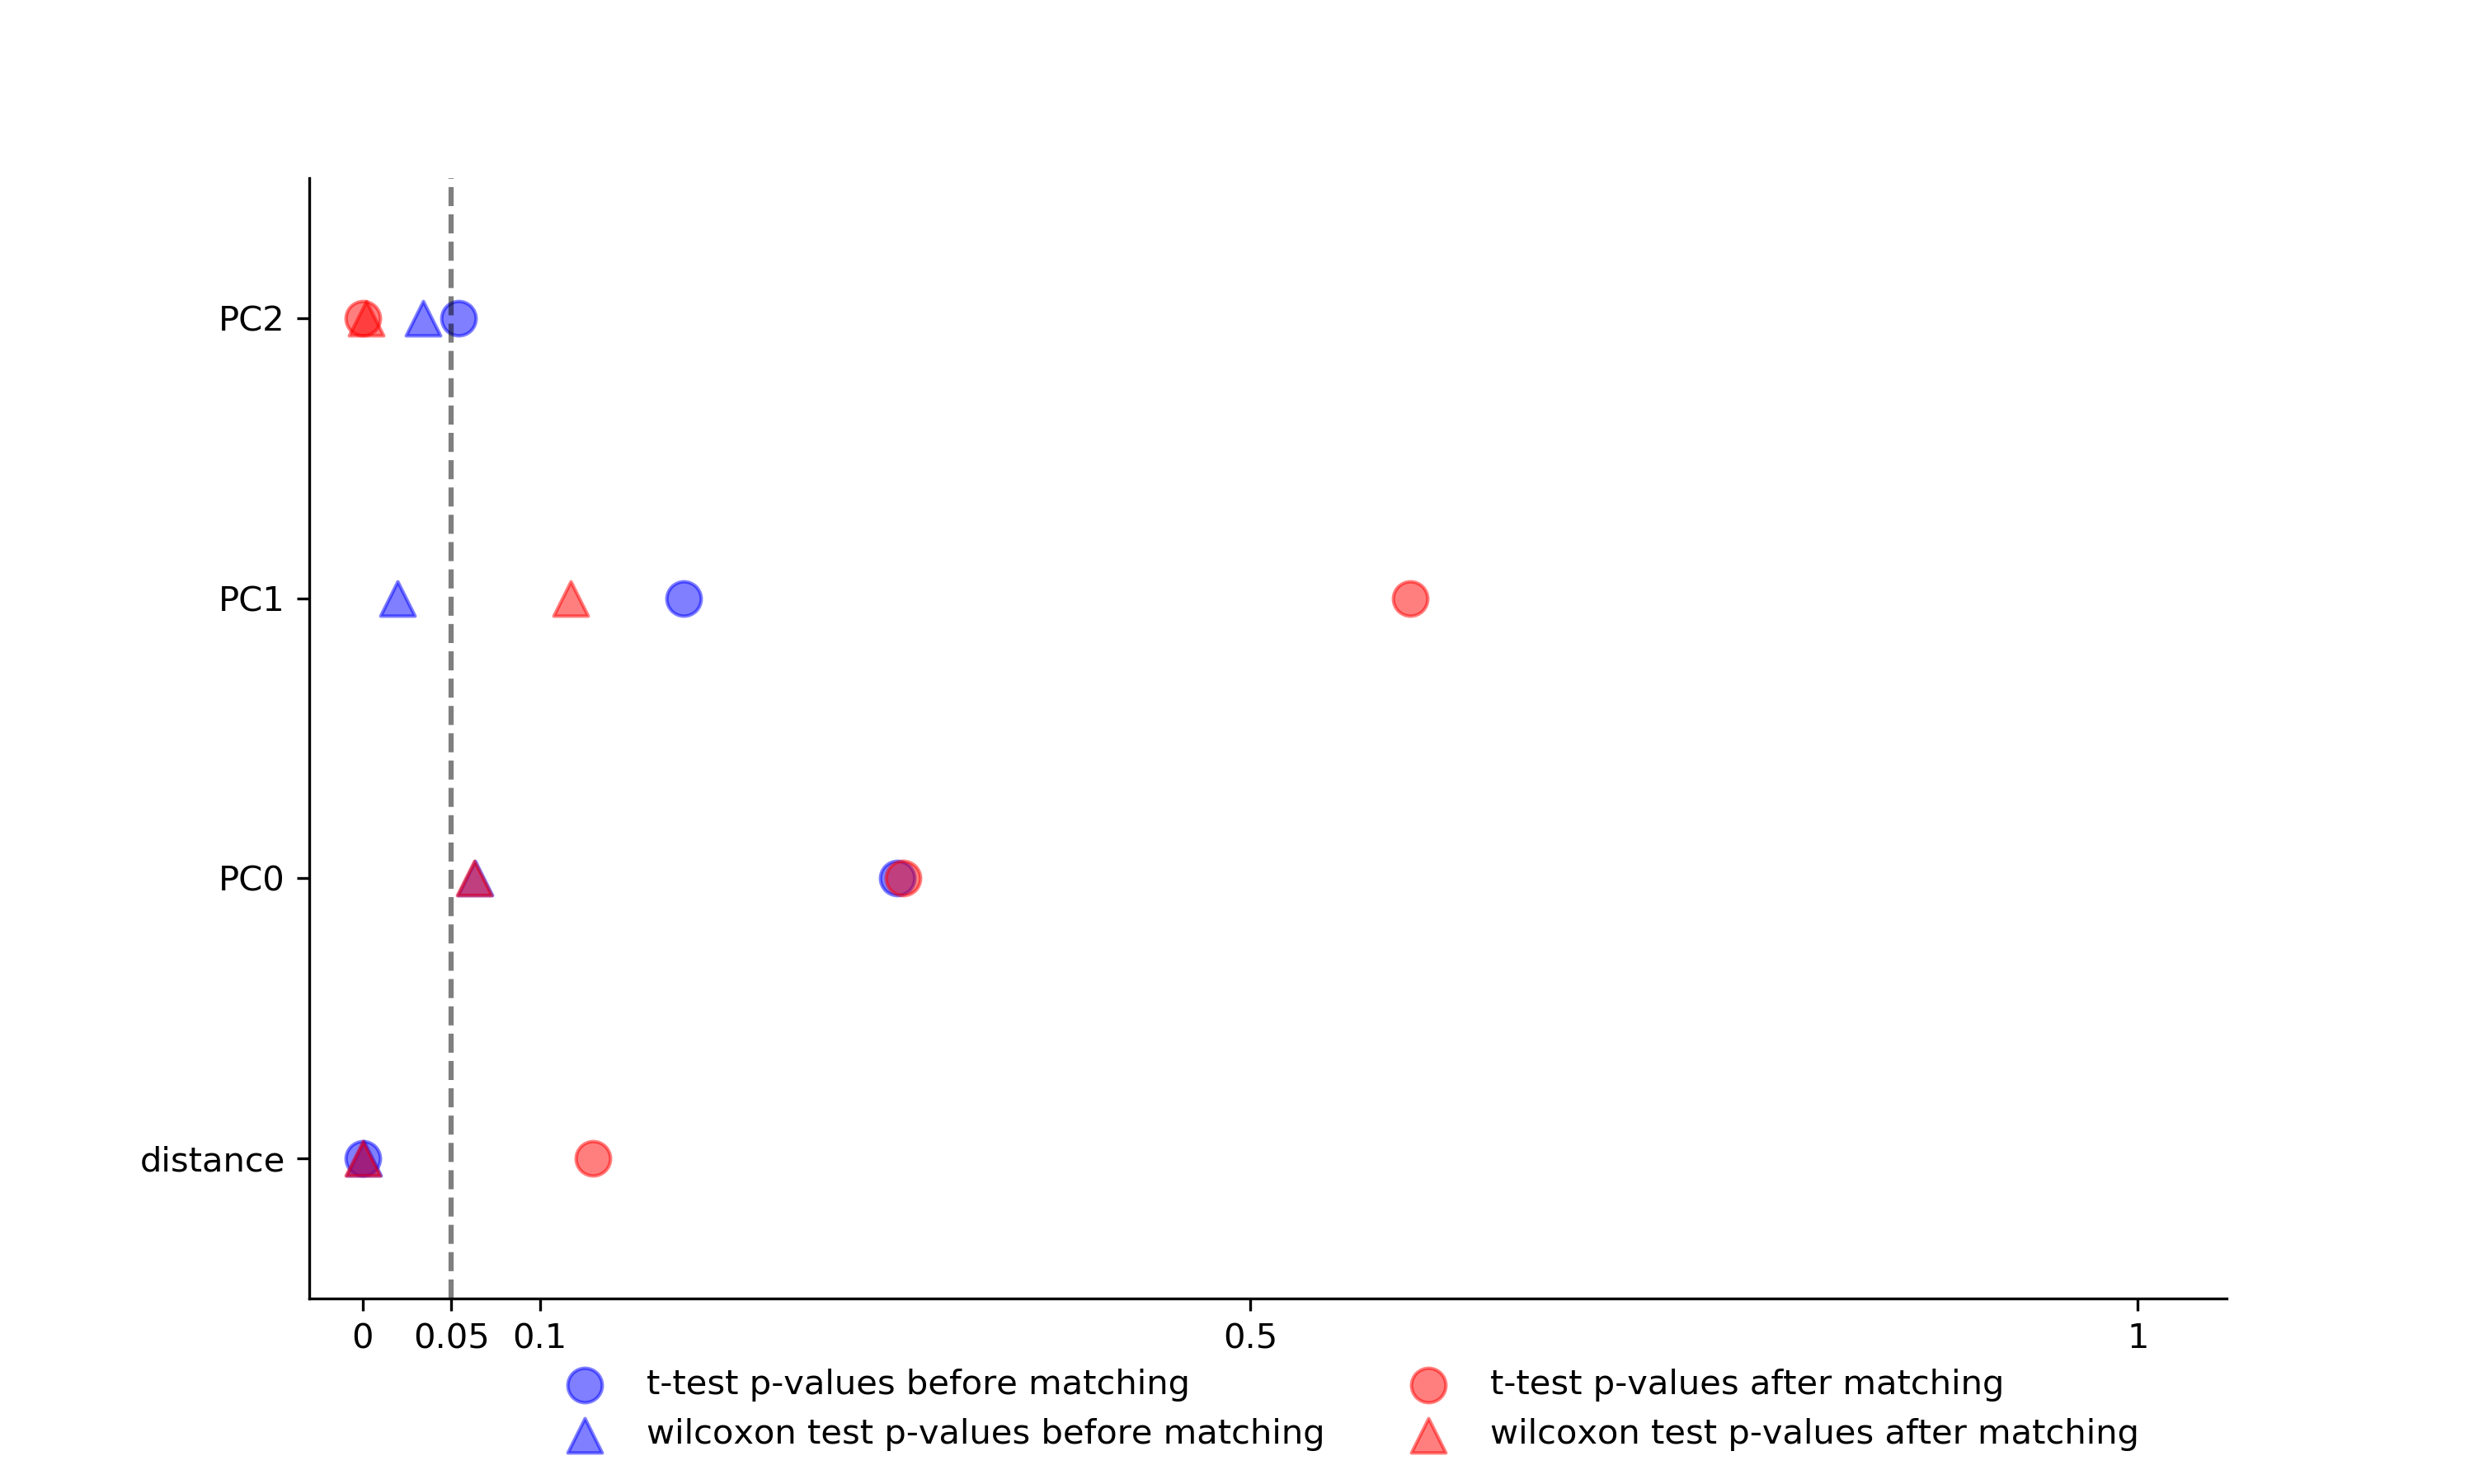 PC2
PC1
PC0
distance
0 0.05 0.1 0.5 1
t-test p-values before matching t-test p-values after matching
wilcoxon test p-values before matching wilcoxon test p-values after matching